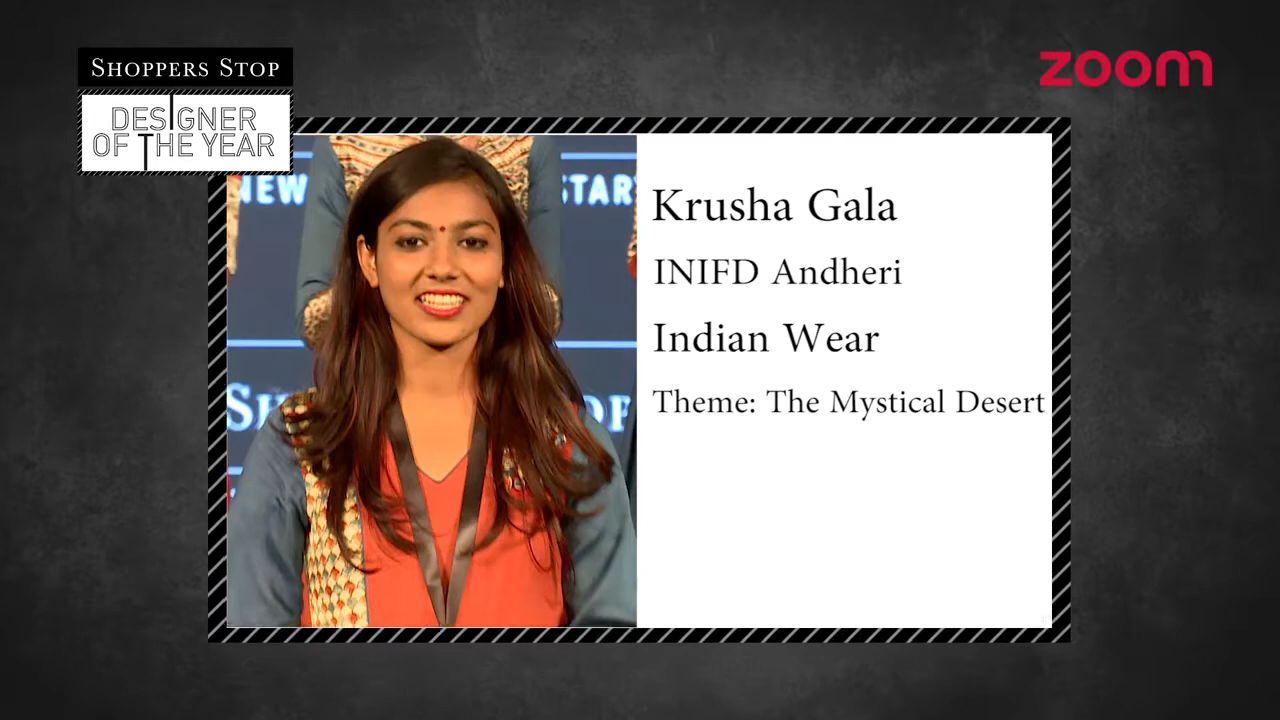 SHOPPERS STOP
DESIGNER
OF THE YEAR
zoom
NEW
STAR
Krusha Gala
INIFD Andheri
Indian Wear
Theme: The Mystical Desert